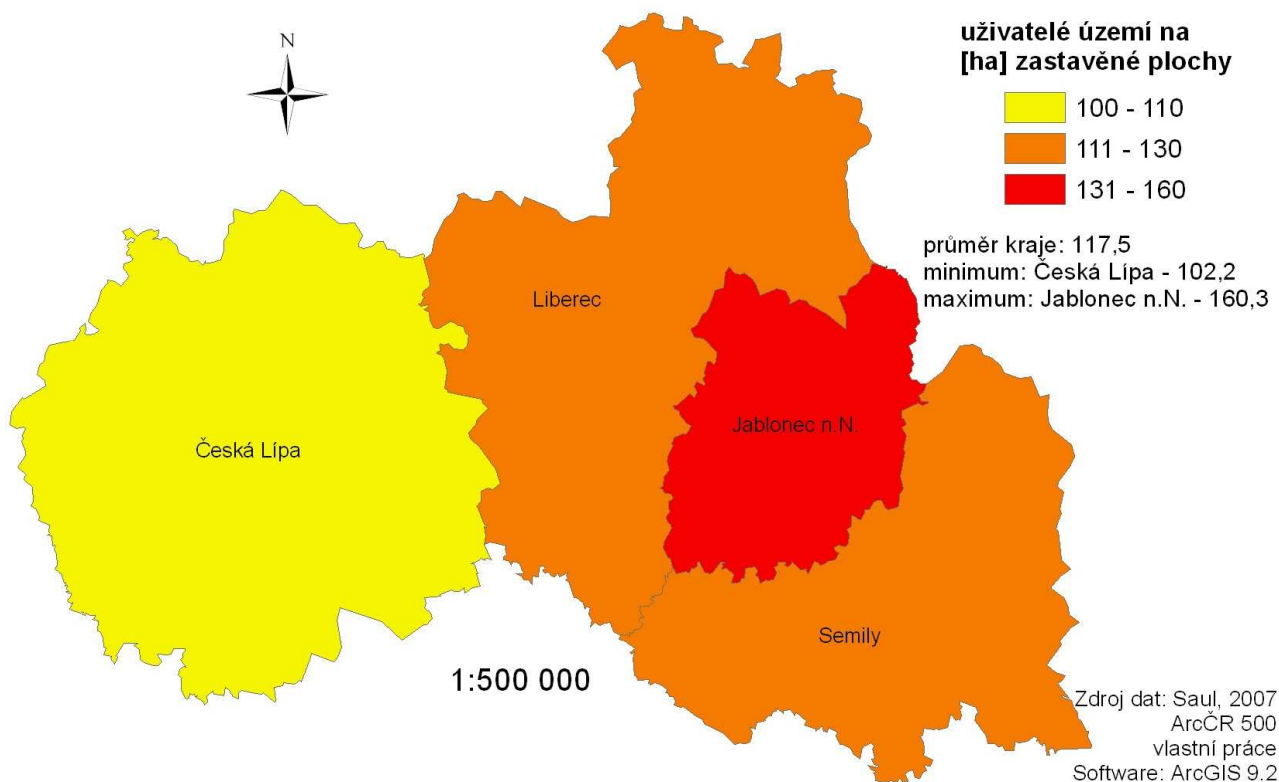 N
uživatelé území na
[ha] zastavěné plochy
100 - 110
111 - 130
131 - 160
průměr kraje: 117,5
minimum: Česká Lípa - 102,2
maximum: Jablonec n.N. - 160,3
Liberec
Jablonec n.N.
Česká Lípa
Semily
1:500 000
Zdroj dat: Saul, 2007
ArcČR 500
vlastní práce
Software: ArcGIS 9.2